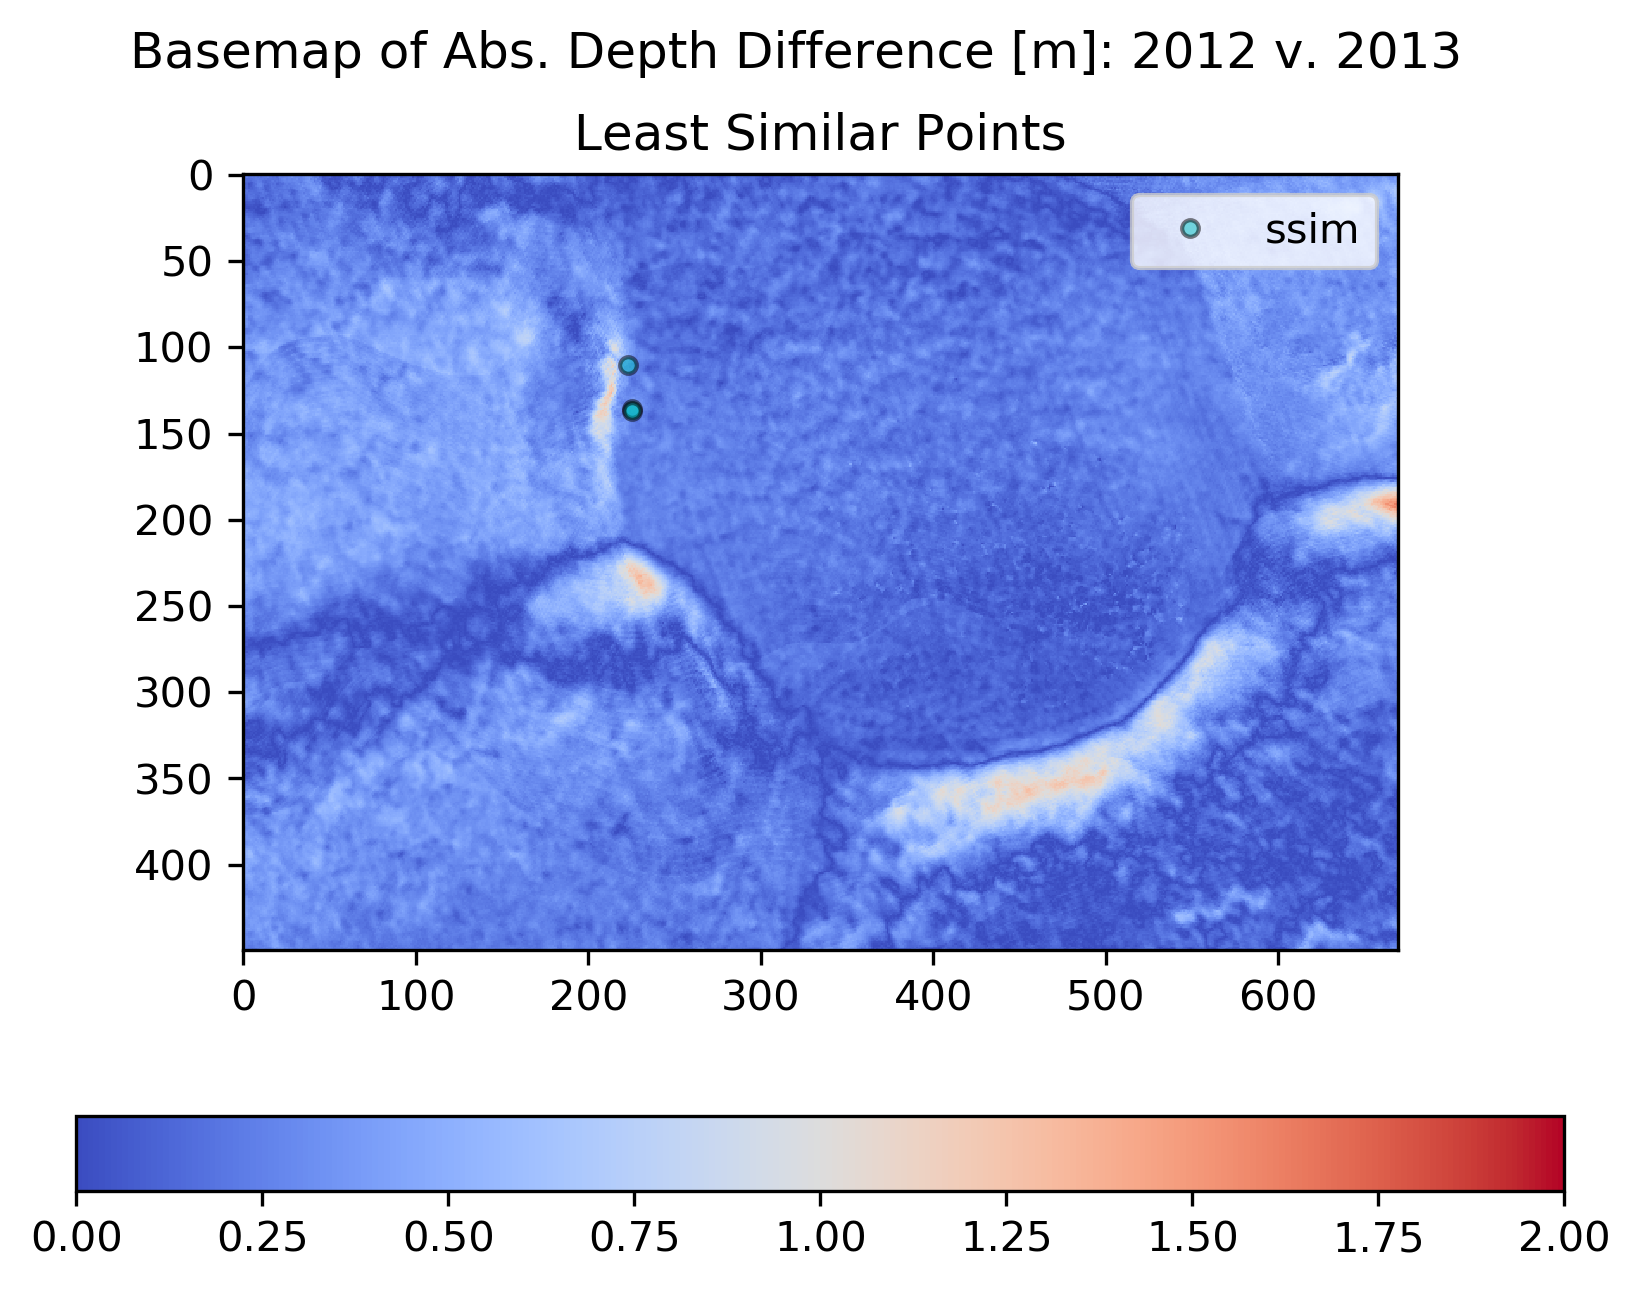 Basemap of Abs. Depth Difference [m]: 2012 v. 2013
Least Similar Points
ssim
0
50
100
150
200
250
300
350
400
0 100 200 300 400 500 600
0.00 0.25 0.50 0.75 1.00 1.25 1.50 1.75 2.00